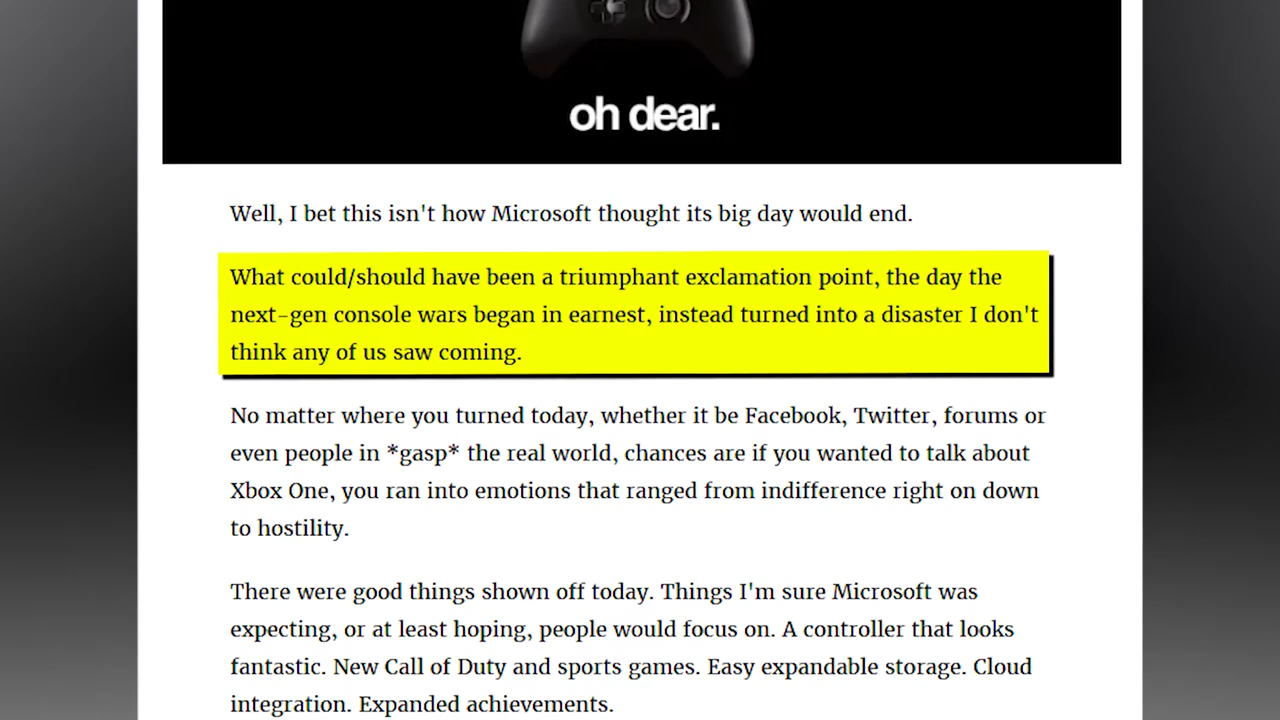 oh dear.
Well, I bet this isn't how Microsoft thought its big day would end.
What could/should have been a triumphant exclamation point, the day the
next-gen console wars began in earnest, instead turned into a disaster I don't
think any of us saw coming.
No matter where you turned today, whether it be Facebook, Twitter, forums or
even people in *gasp* the real world, chances are if you wanted to talk about
Xbox One, you ran into emotions that ranged from indifference right on down
to hostility.
There were good things shown off today. Things I'm sure Microsoft was
expecting, or at least hoping, people would focus on. A controller that looks
fantastic. New Call of Duty and sports games. Easy expandable storage. Cloud
integration. Expanded achievements.